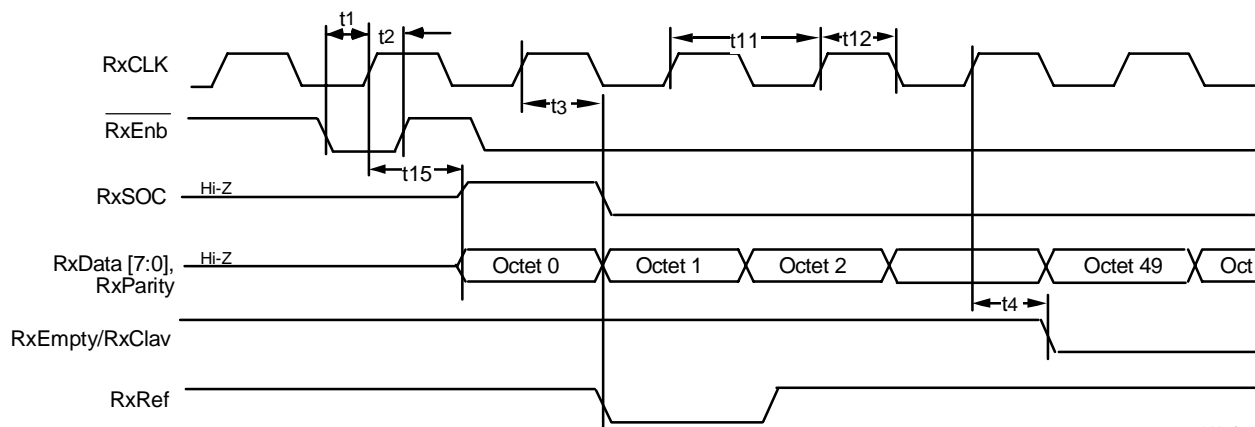 t1
t2
t11
t12
RxCLK
t3
RxEnb
t15
Hi-Z
RxSOC
Hi-Z
RxData [7:0],
RxParity
Octet 0
Octet 1
Octet 2
Octet 49
Oct
t4
RxEmpty/RxClav
RxRef